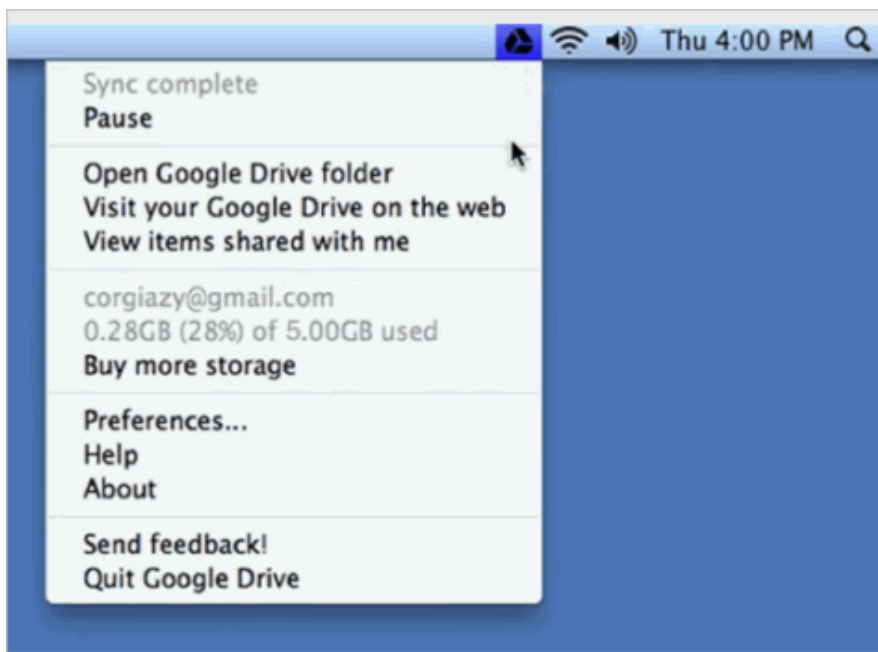 Thu 4:00 PM
Sync complete
Pause
Open Google Drive folder
Visit your Google Drive on the web
View items shared with me
corgiazy@gmail.com
0.28GB (28%) of 5.00GB used
Buy more storage
Preferences...
Help
About
Send feedback!
Quit Google Drive